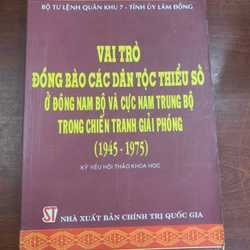 BỘ TƯ LỆNH QUÂN KHU 7 - TỈNH ỦY LÂM ĐỒNG
VAI TRÒ
ĐỒNG BÀO CÁC DÂN TỘC THIỂU SỐ
Ở ĐÔNG NAM BỘ VÀ CỰC NAM TRUNG BỘ
TRONG CHIẾN TRANH GIẢI PHÓNG
(1945 - 1975)
KỶ YẾU HỘI THẢO KHOA HỌC
ST
NHÀ XUẤT BẢN CHÍNH TRỊ QUỐC GIA